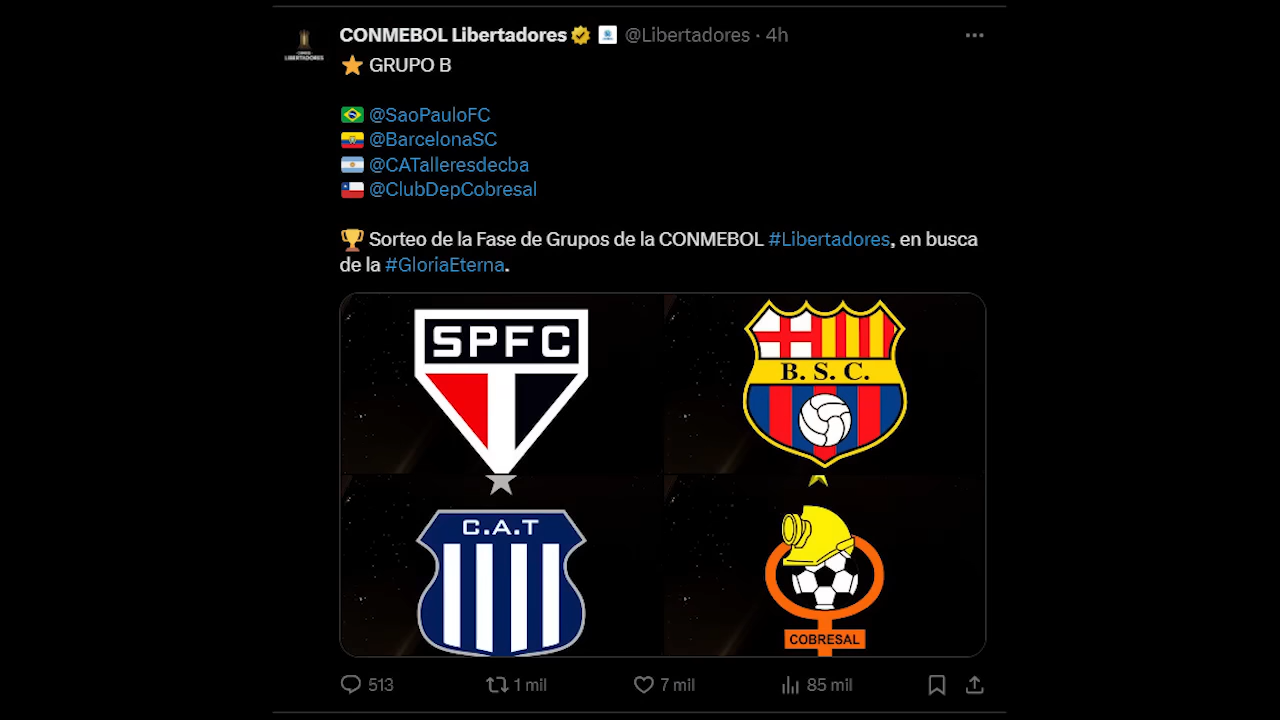 CONMEBOL Libertadores @Libertadores · 4h
GRUPO B
@SaoPauloFC
@BarcelonaSC
@CATalleresdecba
@ClubDepCobresal
Sorteo de la Fase de Grupos de la CONMEBOL #Libertadores, en busca
de la #GloriaEterna.
SPFC
B. S. C.
C.A.T
COBRESAL
513
1 mil
7 mil
85 mil